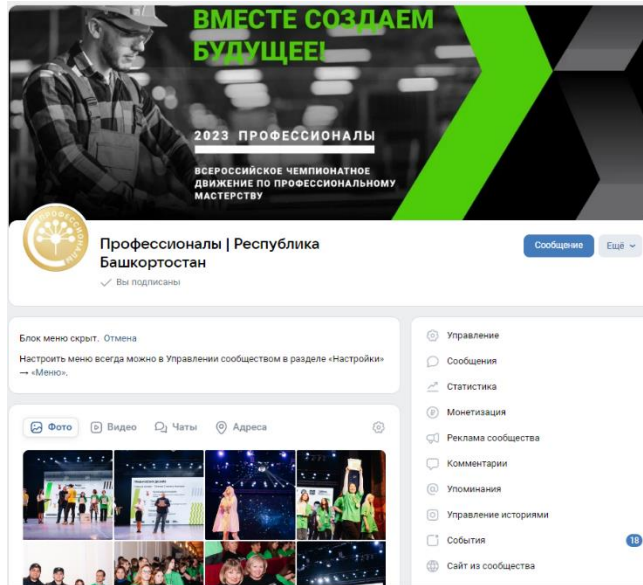 ВМЕСТЕ СОЗДАЕМ
БУДУЩЕЕ!
2023 ПРОФЕССИОНАЛЫ
ВСЕРОССИЙСКОЕ ЧЕМПИОНАТНОЕ
ДВИЖЕНИЕ ПО ПРОФЕССИОНАЛЬНОМУ
МАСТЕРСТВУ
ПРОФЕССИОНАЛЫ
Профессионалы | Республика
Башкортостан
Вы подписаны
Сообщение
Ещё
Блок меню скрыт. Отмена
Настроить меню всегда можно в Управлении сообществом в разделе «Настройки»
→ «Меню».
Фото Видео Чаты Адреса
Управление
Сообщения
Статистика
Монетизация
Реклама сообщества
Комментарии
Упоминания
Управление историями
События 18
Сайт из сообщества